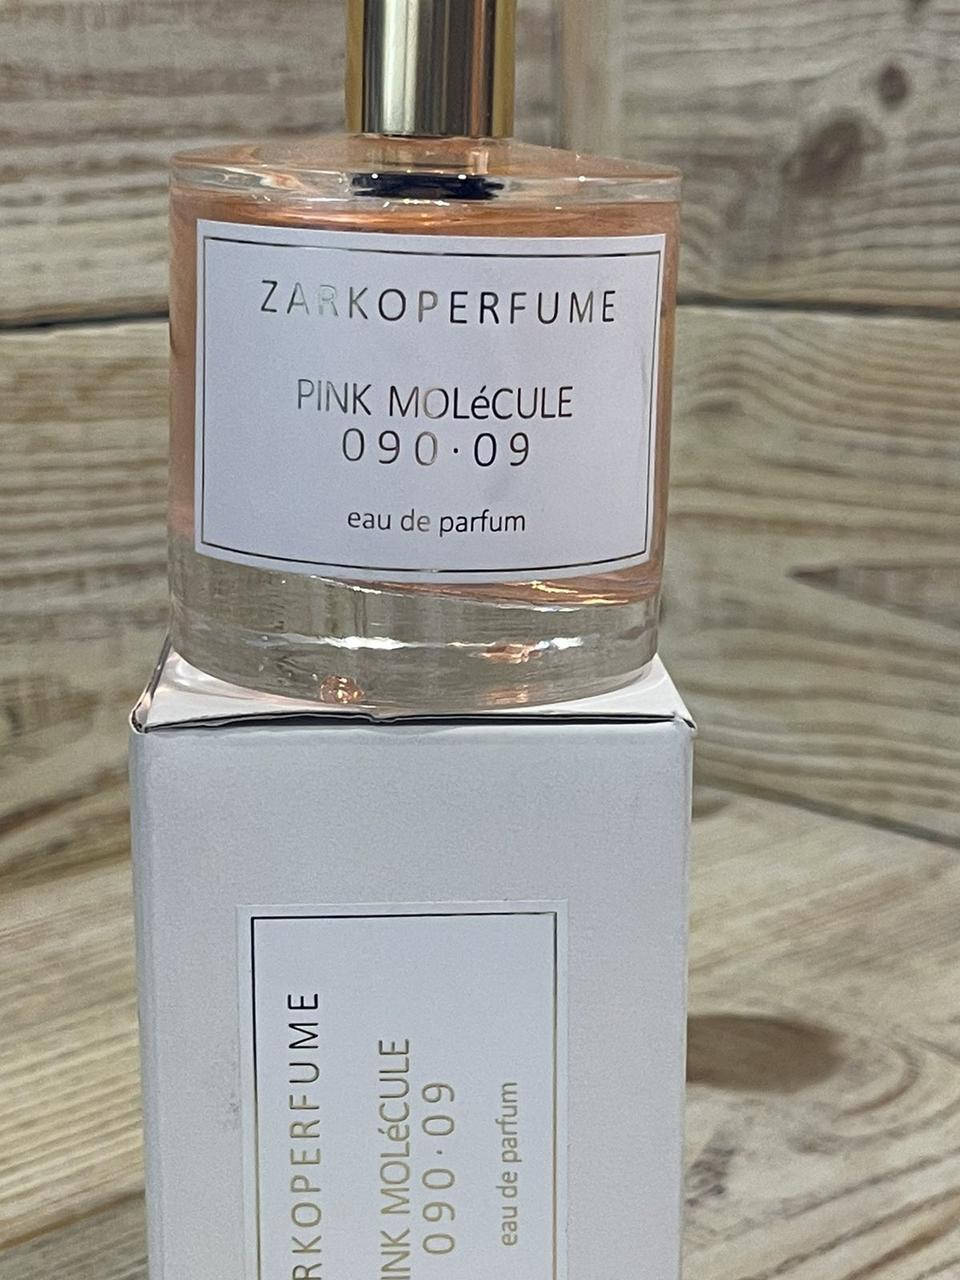 ZARKOPERFUME
PINK MOLéCULE
090·09
eau de parfum
RKOPERFUME
INK MOLéCULE
090·09
eau de parfum